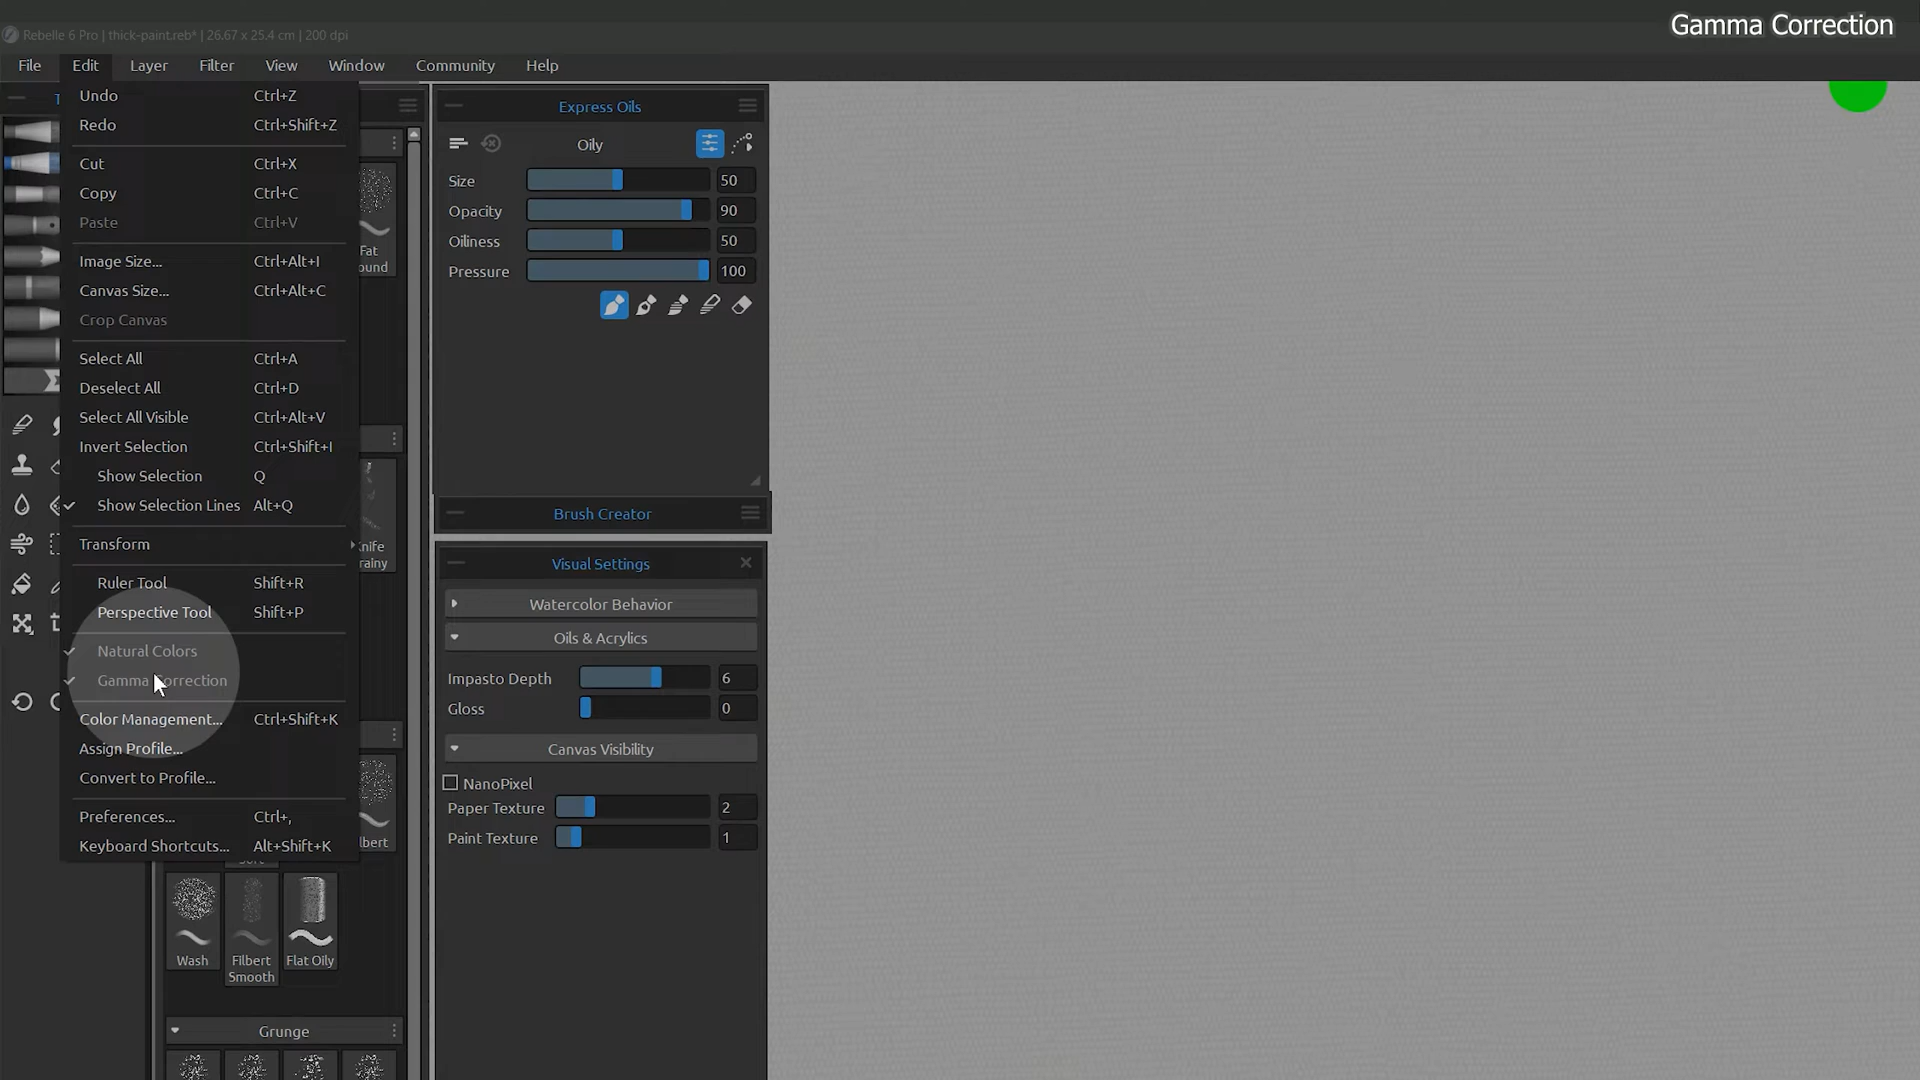 Gamma Correction
Rebelle 6 Pro | thick-paint.reb* | 26.67 x 25.4 cm | 200 dpi
File Edit Layer Filter View Window Community Help
Undo Ctrl+Z
Redo Ctrl+Shift+Z
Cut Ctrl+X
Copy Ctrl+C
Paste Ctrl+V
Image Size... Ctrl+Alt+I
Canvas Size... Ctrl+Alt+C
Crop Canvas
Select All Ctrl+A
Deselect All Ctrl+D
Select All Visible Ctrl+Alt+V
Invert Selection Ctrl+Shift+I
Show Selection Q
Show Selection Lines Alt+Q
Transform
Ruler Tool Shift+R
Perspective Tool Shift+P
Natural Colors
Gamma Correction
Color Management... Ctrl+Shift+K
Assign Profile...
Convert to Profile...
Preferences... Ctrl+,
Keyboard Shortcuts... Alt+Shift+K
Fat
Wash
Filbert
Smooth
Flat Oily
Grunge
Express Oils
Oily
Size 50
Opacity 90
Oiliness 50
Pressure 100
Brush Creator
Visual Settings
Watercolor Behavior
Oils & Acrylics
Impasto Depth 6
Gloss 0
Canvas Visibility
NanoPixel
Paper Texture 2
Paint Texture 1